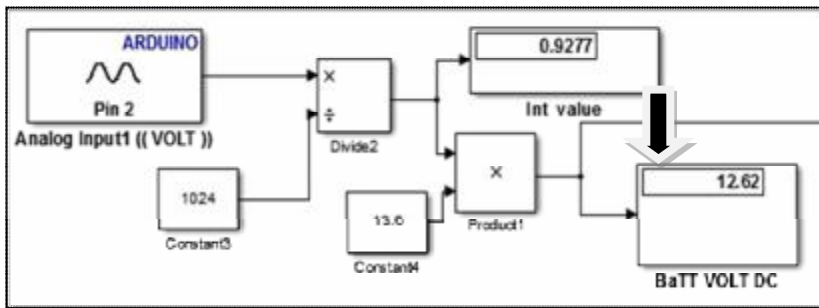 ARDUINO
Pin 2
Analog Input1 (( VOLT ))
×
÷
Divide2
0.9277
Int value
1024
Constant3
13.6
Constant4
×
Product1
12.62
BaTT VOLT DC